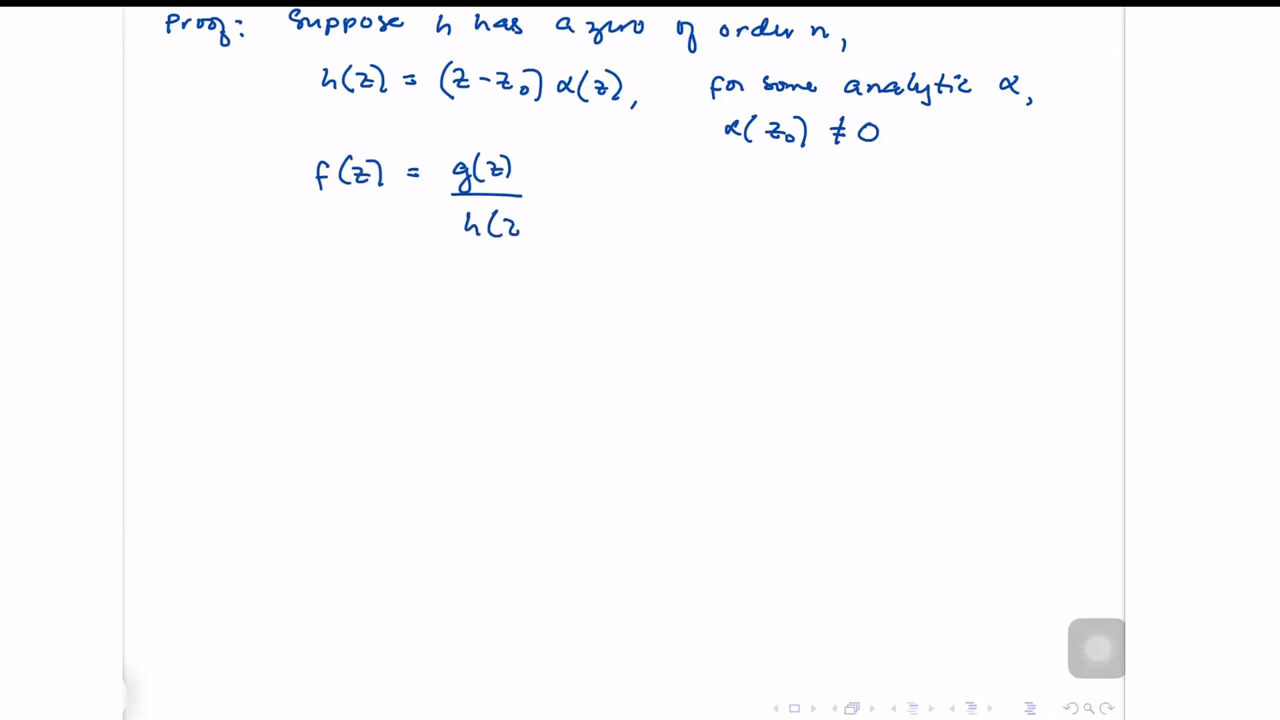 Proof: Suppose h has a zero of order n,
h(z) = (z-z₀) α(z), for some analytic α,
α(z₀) ≠ 0
f(z) = g(z)
h(z